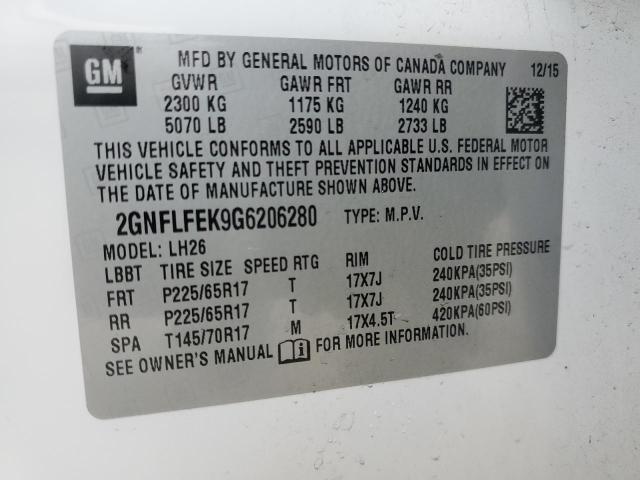 GM
MFD BY GENERAL MOTORS OF CANADA COMPANY 12/15
GVWR GAWR FRT GAWR RR
2300 KG 1175 KG 1240 KG
5070 LB 2590 LB 2733 LB
THIS VEHICLE CONFORMS TO ALL APPLICABLE U.S. FEDERAL MOTOR
VEHICLE SAFETY AND THEFT PREVENTION STANDARDS IN EFFECT ON
THE DATE OF MANUFACTURE SHOWN ABOVE.
2GNFLFEK9G6206280 TYPE: M.P.V.
MODEL: LH26
LBBT TIRE SIZE SPEED RTG RIM COLD TIRE PRESSURE
FRT P225/65R17 T 17X7J 240KPA(35PSI)
RR P225/65R17 T 17X7J 240KPA(35PSI)
SPA T145/70R17 M 17X4.5T 420KPA(60PSI)
SEE OWNER'S MANUAL FOR MORE INFORMATION.